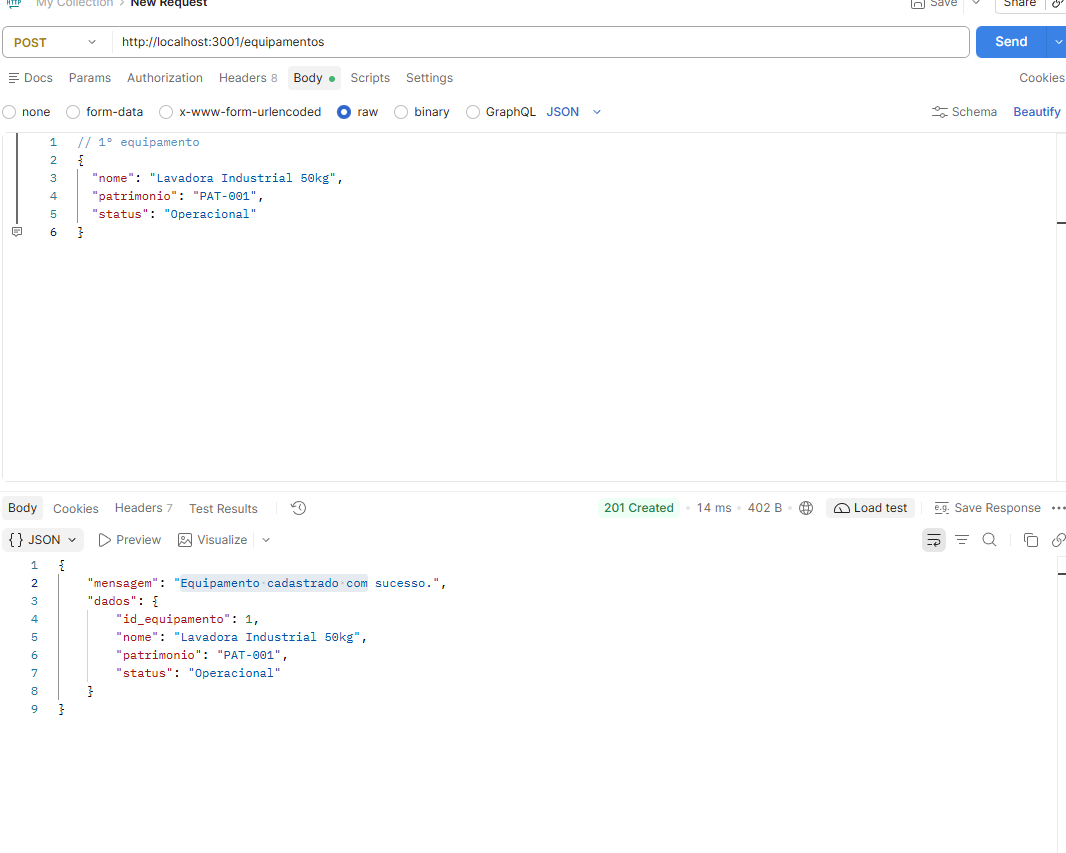 HTTP My Collection > New Request Save Share
POST http://localhost:3001/equipamentos Send
Docs Params Authorization Headers 8 Body Scripts Settings Cookies
none form-data x-www-form-urlencoded raw binary GraphQL JSON Schema Beautify
1 // 1º equipamento
2 {
3 "nome": "Lavadora Industrial 50kg",
4 "patrimonio": "PAT-001",
5 "status": "Operacional"
6 }
Body Cookies Headers 7 Test Results 201 Created • 14 ms • 402 B • Load test e.g. Save Response •••
{} JSON Preview Visualize
1 {
2 "mensagem": "Equipamento·cadastrado·com sucesso.",
3 "dados": {
4 "id_equipamento": 1,
5 "nome": "Lavadora Industrial 50kg",
6 "patrimonio": "PAT-001",
7 "status": "Operacional"
8 }
9 }